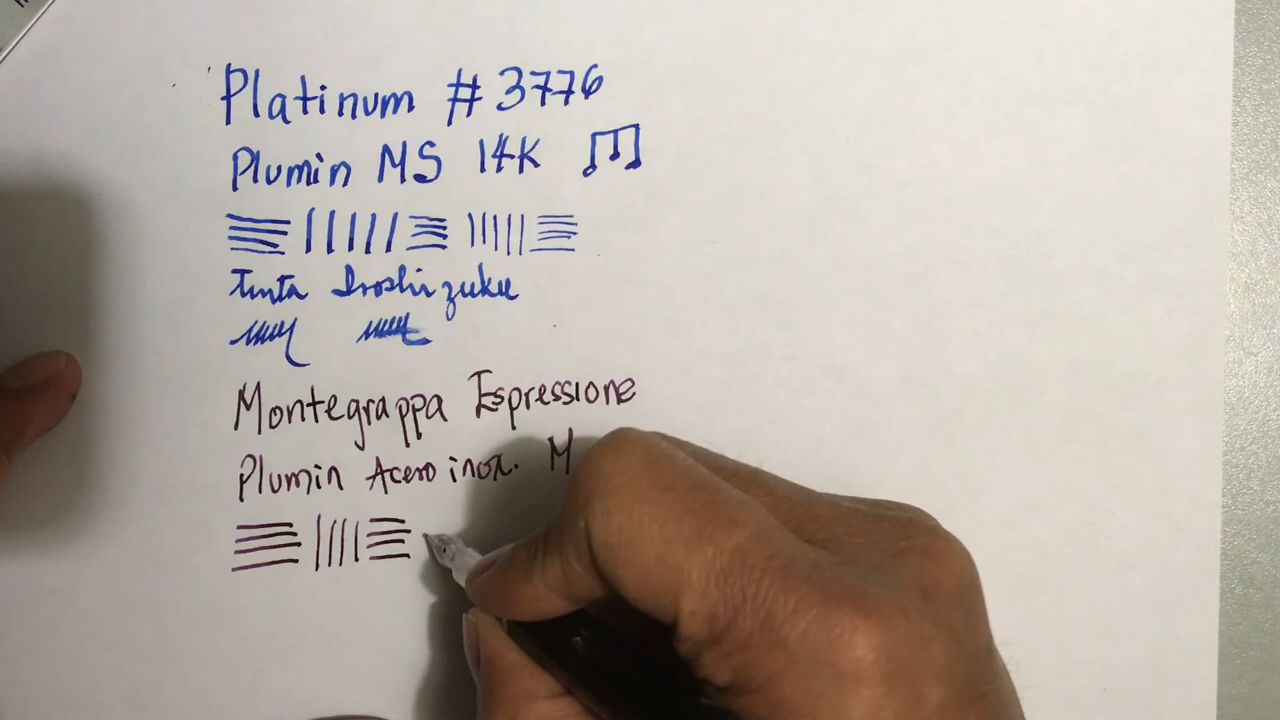 Platinum # 3776
Plumin MS 14K
tinta Iroshizuku
Montegrappa Espressione
Plumin Acero inox. M